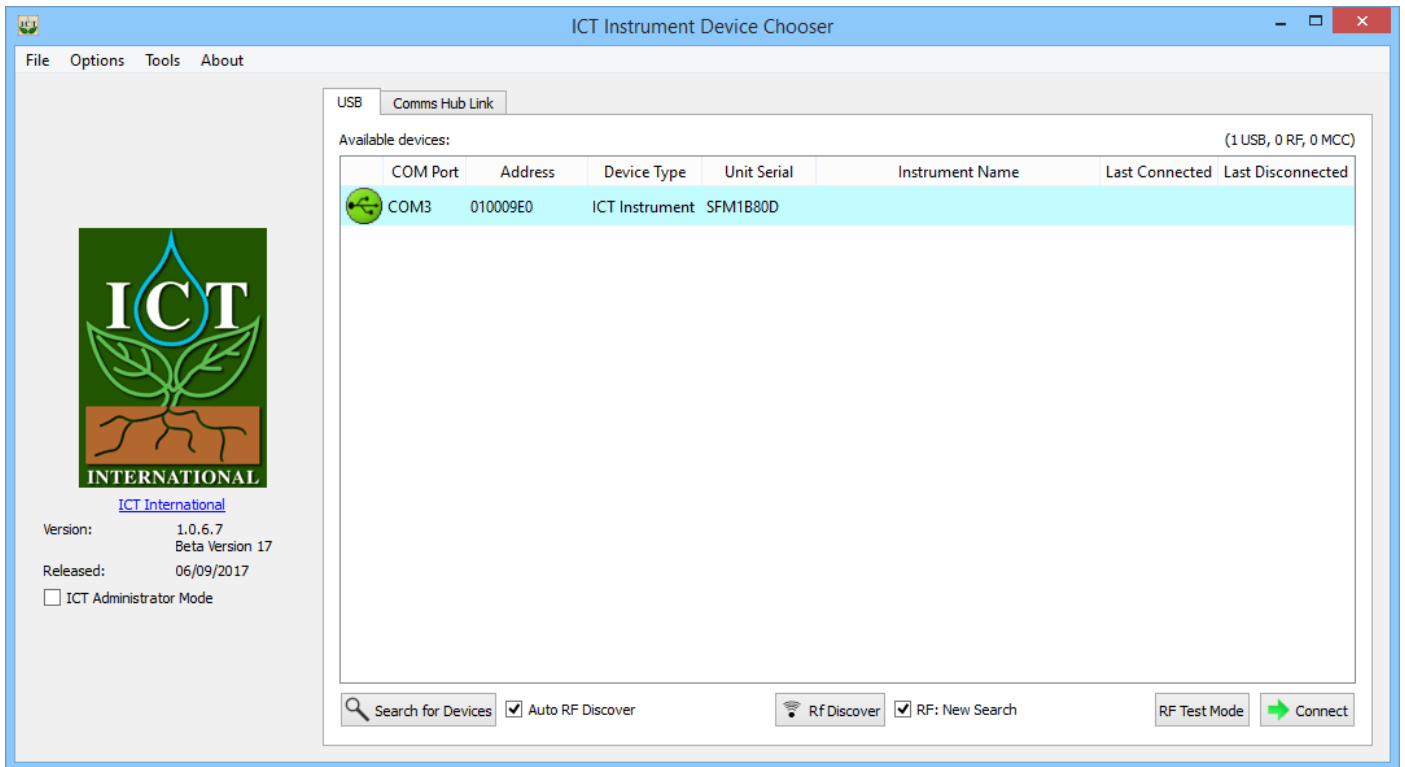 ICT Instrument Device Chooser
File Options Tools About
USB Comms Hub Link
Available devices: (1 USB, 0 RF, 0 MCC)
COM Port Address Device Type Unit Serial Instrument Name Last Connected Last Disconnected
COM3 010009E0 ICT Instrument SFM1B80D
ICT
INTERNATIONAL
ICT International
Version: 1.0.6.7
Beta Version 17
Released: 06/09/2017
ICT Administrator Mode
Search for Devices Auto RF Discover Rf Discover RF: New Search RF Test Mode Connect